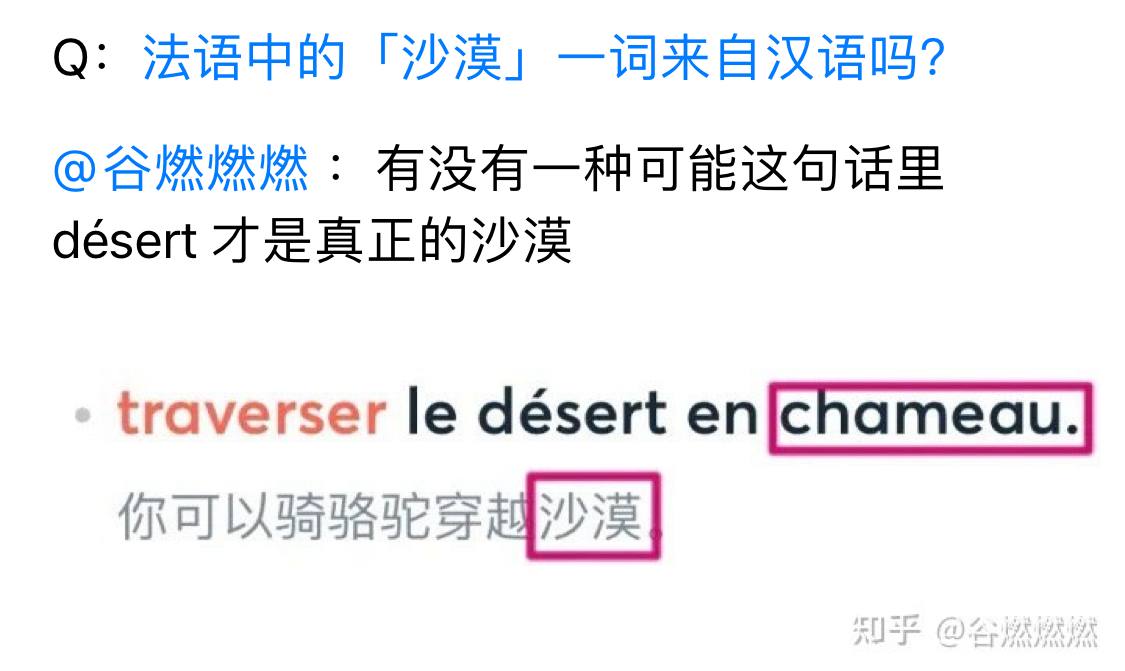 Q：法语中的「沙漠」一词来自汉语吗?
@谷燃燃燃 ：有没有一种可能这句话里
désert 才是真正的沙漠
• traverser le désert en chameau.
你可以骑骆驼穿越沙漠。
知乎 @谷燃燃燃